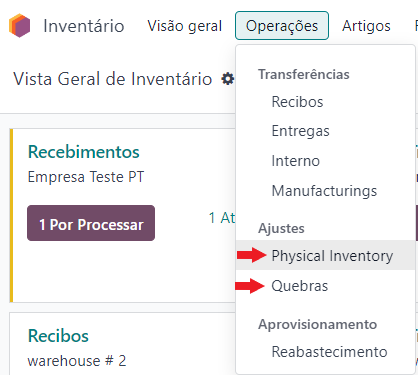 Inventário Visão geral Operações Artigos
Vista Geral de Inventário
Transferências
Recibos
Entregas
Interno
Manufacturings
Ajustes
Physical Inventory
Quebras
Aprovisionamento
Reabastecimento
Recebimentos
Empresa Teste PT
1 Por Processar 1 At
Recibos
warehouse # 2